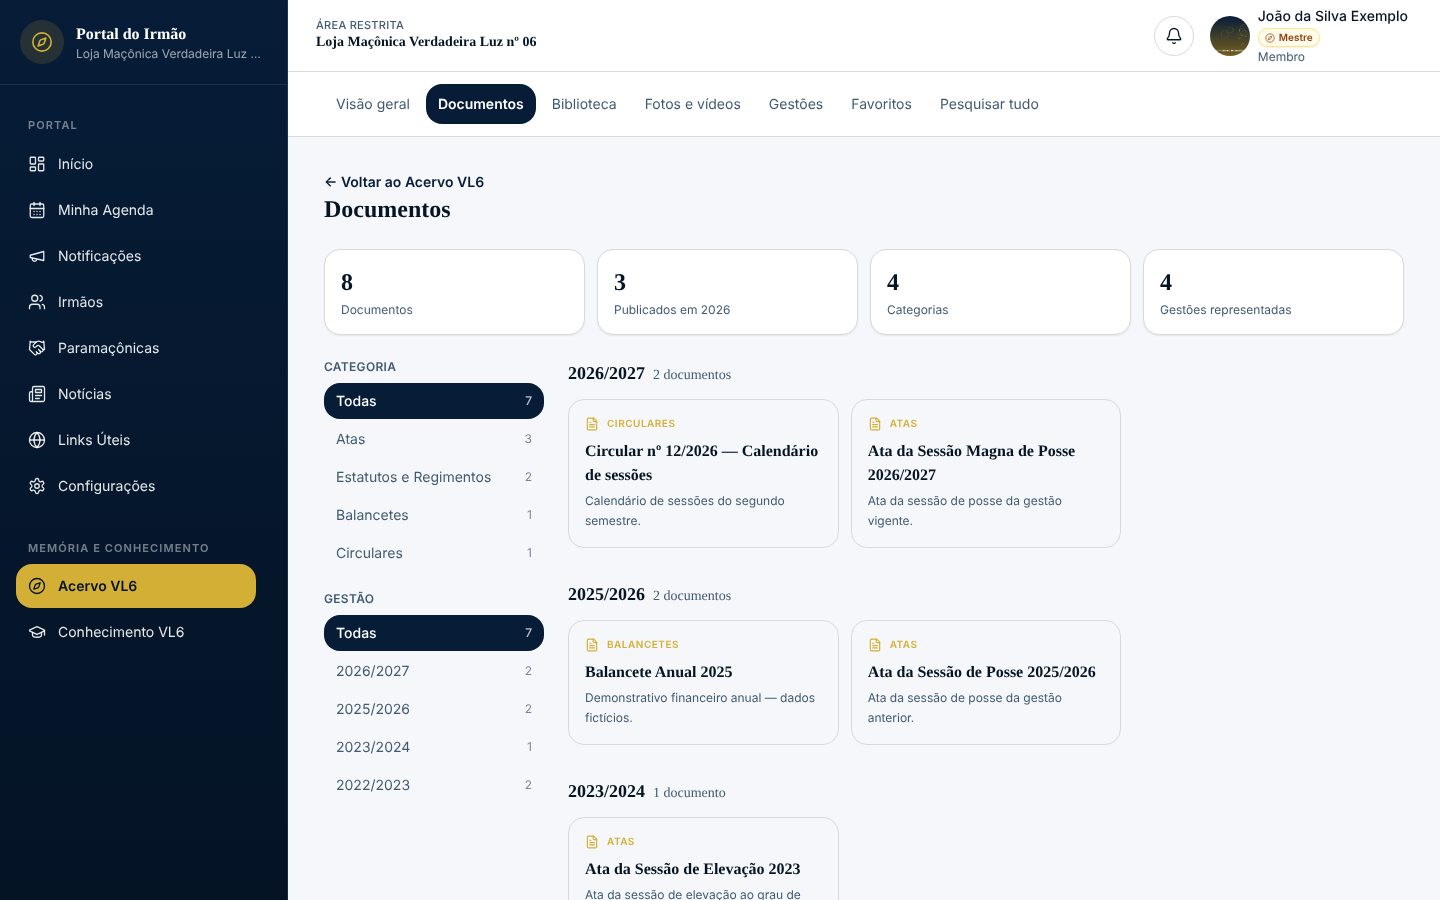 Portal do Irmão
Loja Maçônica Verdadeira Luz ...
PORTAL
Início
Minha Agenda
Notificações
Irmãos
Paramaçônicas
Notícias
Links Úteis
Configurações
MEMÓRIA E CONHECIMENTO
Acervo VL6
Conhecimento VL6
ÁREA RESTRITA
Loja Maçônica Verdadeira Luz nº 06
João da Silva Exemplo
Mestre
Membro
Visão geral
Documentos
Biblioteca
Fotos e vídeos
Gestões
Favoritos
Pesquisar tudo
← Voltar ao Acervo VL6
Documentos
8
Documentos
3
Publicados em 2026
4
Categorias
4
Gestões representadas
CATEGORIA
Todas 7
Atas 3
Estatutos e Regimentos 2
Balancetes 1
Circulares 1
GESTÃO
Todas 7
2026/2027 2
2025/2026 2
2023/2024 1
2022/2023 2
2026/2027 2 documentos
CIRCULARES
Circular nº 12/2026 — Calendário
de sessões
Calendário de sessões do segundo
semestre.
ATAS
Ata da Sessão Magna de Posse
2026/2027
Ata da sessão de posse da gestão
vigente.
2025/2026 2 documentos
BALANCETES
Balancete Anual 2025
Demonstrativo financeiro anual — dados
fictícios.
ATAS
Ata da Sessão de Posse 2025/2026
Ata da sessão de posse da gestão
anterior.
2023/2024 1 documento
ATAS
Ata da Sessão de Elevação 2023
Ata da sessão de elevação ao grau de